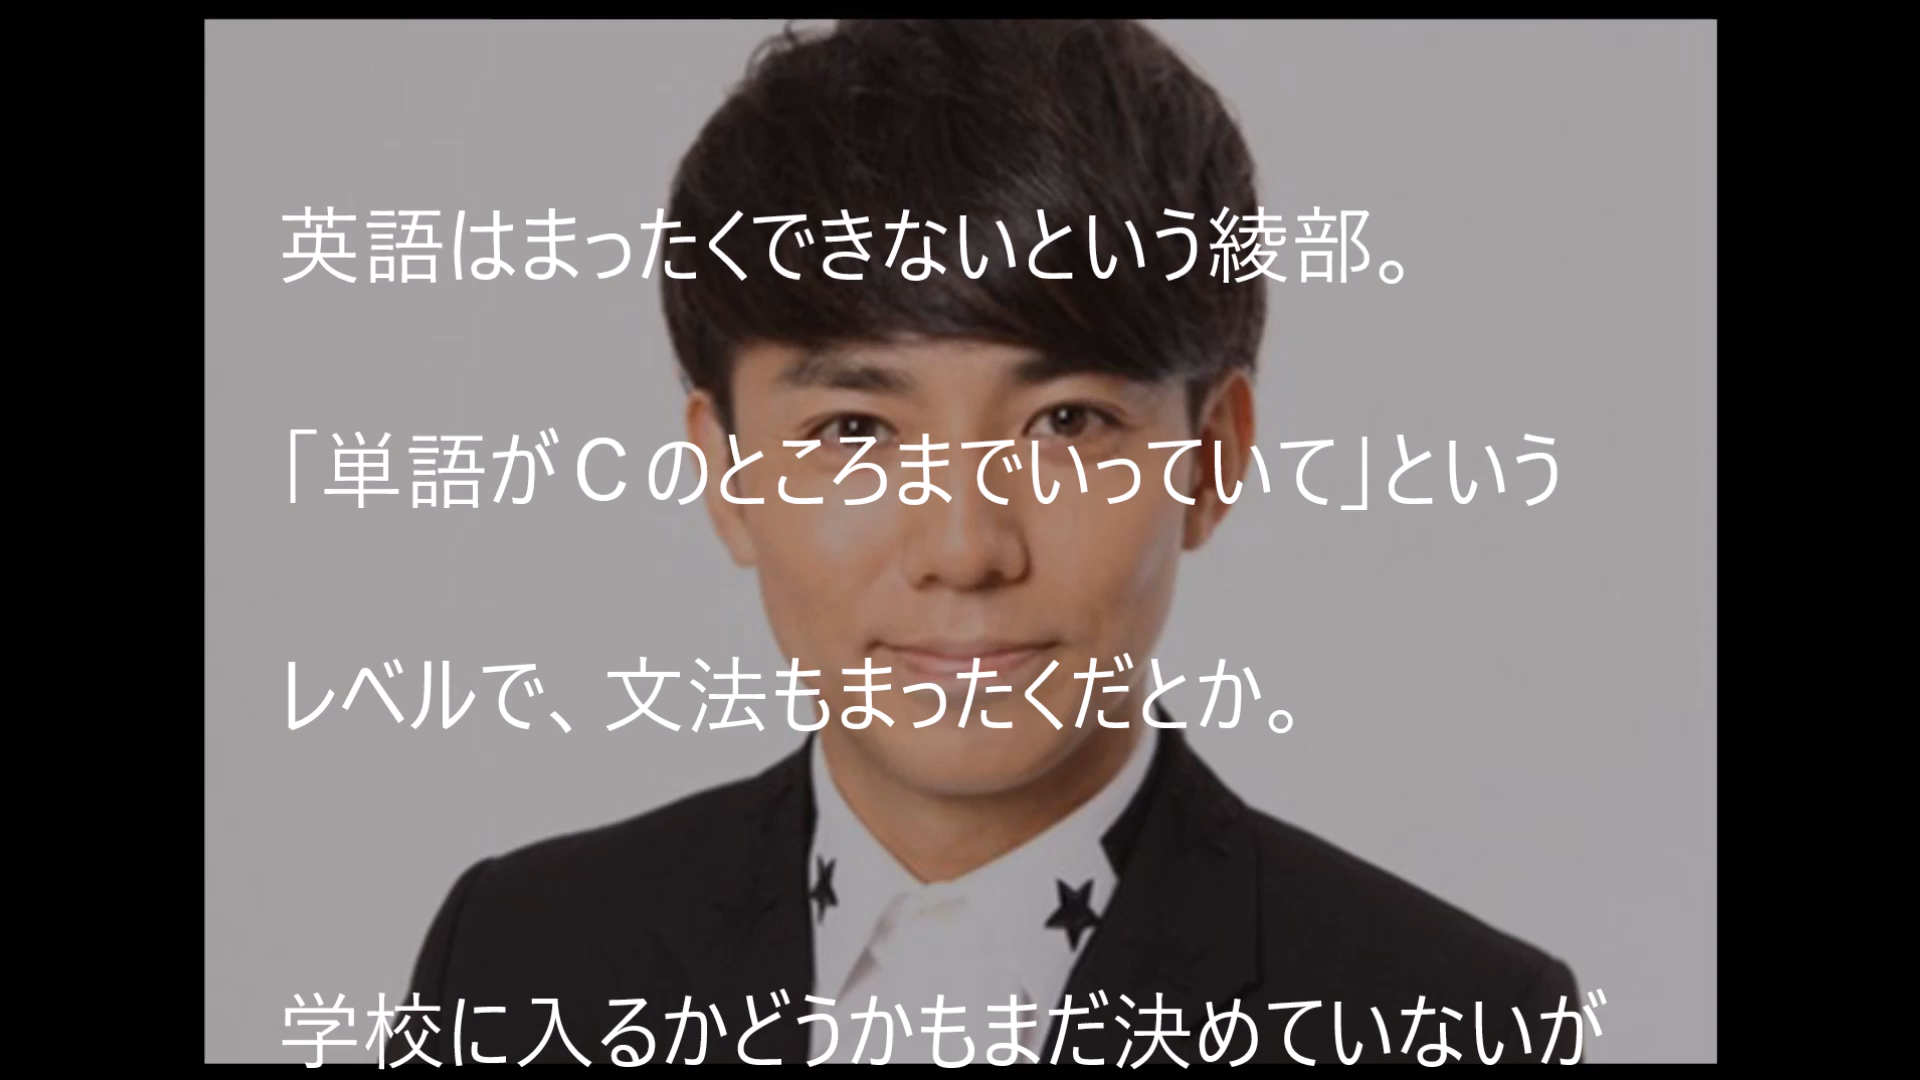 英語はまったくできないという綾部。
「単語がＣのところまでいっていて」という
レベルで、文法もまったくだとか。
学校に入るかどうかもまだ決めていないが